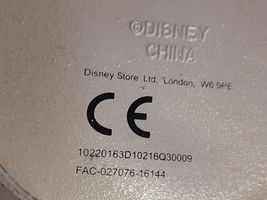 ©DISNEY
CHINA
Disney Store Ltd, London, W6 9PE
CE
10220163D10216Q30009
FAC-027076-16144